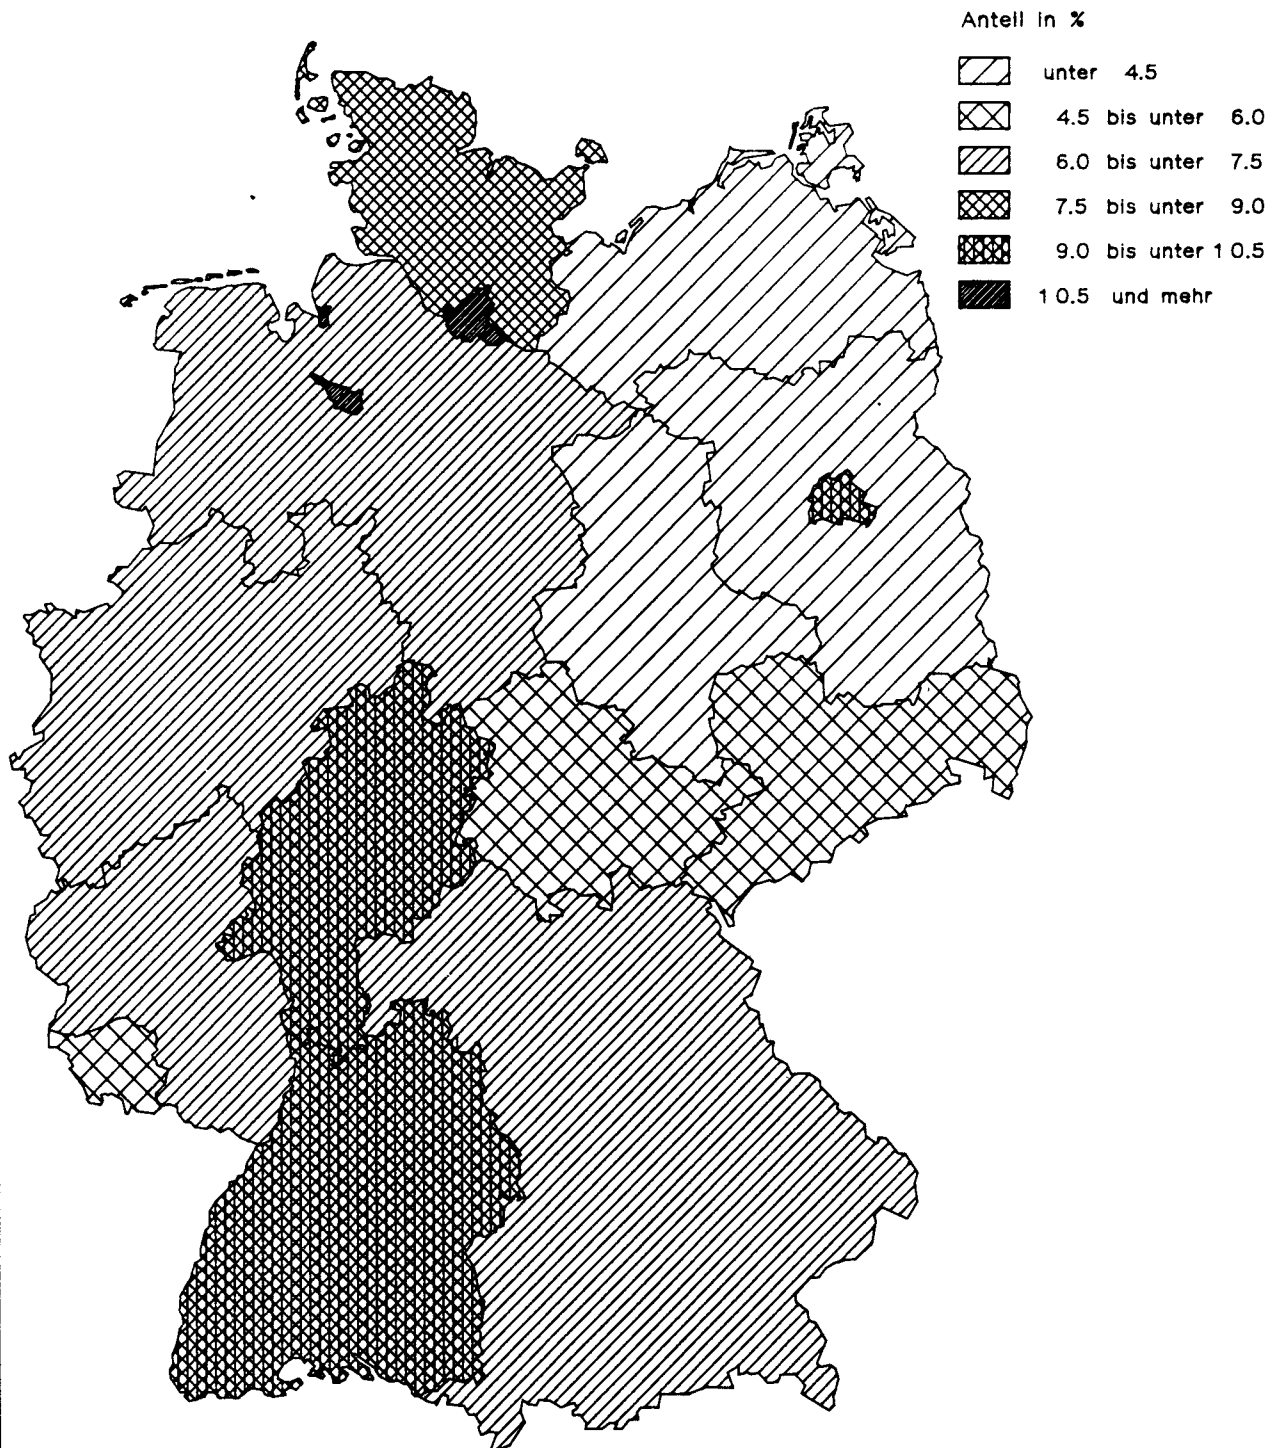 Anteil in %
unter 4.5
4.5 bis unter 6.0
6.0 bis unter 7.5
7.5 bis unter 9.0
9.0 bis unter 10.5
10.5 und mehr